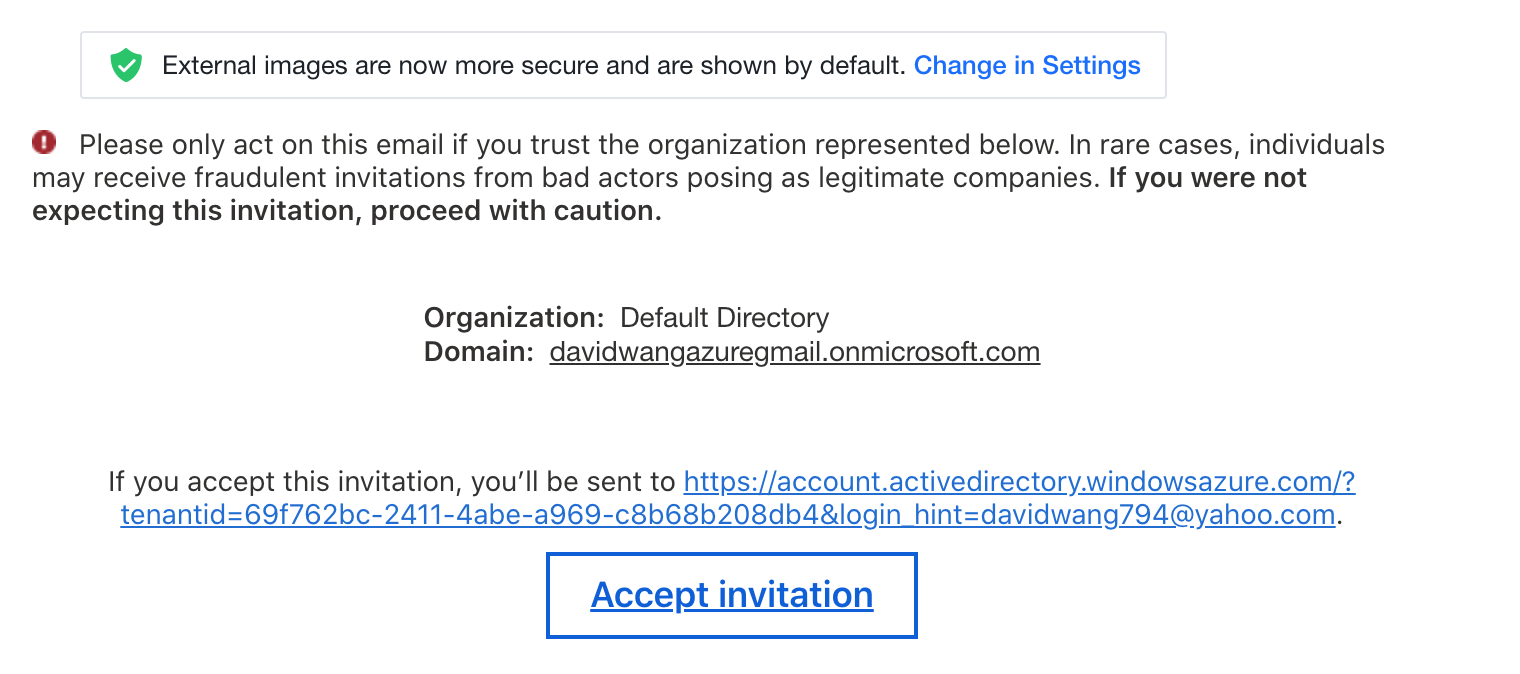 External images are now more secure and are shown by default. Change in Settings
Please only act on this email if you trust the organization represented below. In rare cases, individuals
may receive fraudulent invitations from bad actors posing as legitimate companies. If you were not
expecting this invitation, proceed with caution.
Organization: Default Directory
Domain: davidwangazuregmail.onmicrosoft.com
If you accept this invitation, you’ll be sent to https://account.activedirectory.windowsazure.com/?
tenantid=69f762bc-2411-4abe-a969-c8b68b208db4&login_hint=davidwang794@yahoo.com.
Accept invitation